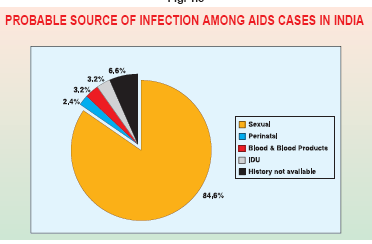 PROBABLE SOURCE OF INFECTION AMONG AIDS CASES IN INDIA
6,6%
3,2%
3,2%
2,4%
Sexual
Perinatal
Blood & Blood Products
IDU
History not available
84,6%